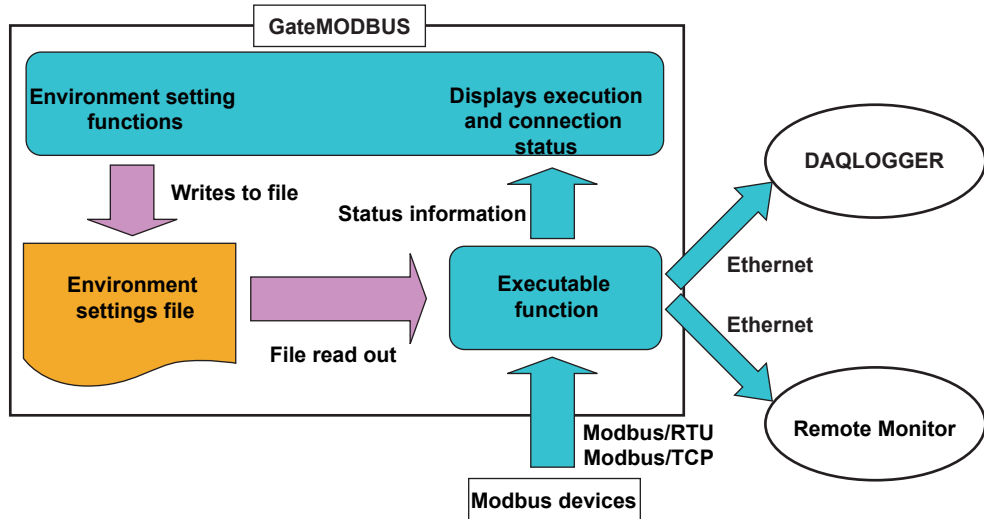 GateMODBUS
Environment setting
functions
Displays execution
and connection
status
DAQLOGGER
Writes to file
Status information
Ethernet
Environment
settings file
Executable
function
Ethernet
File read out
Remote Monitor
Modbus/RTU
Modbus/TCP
Modbus devices